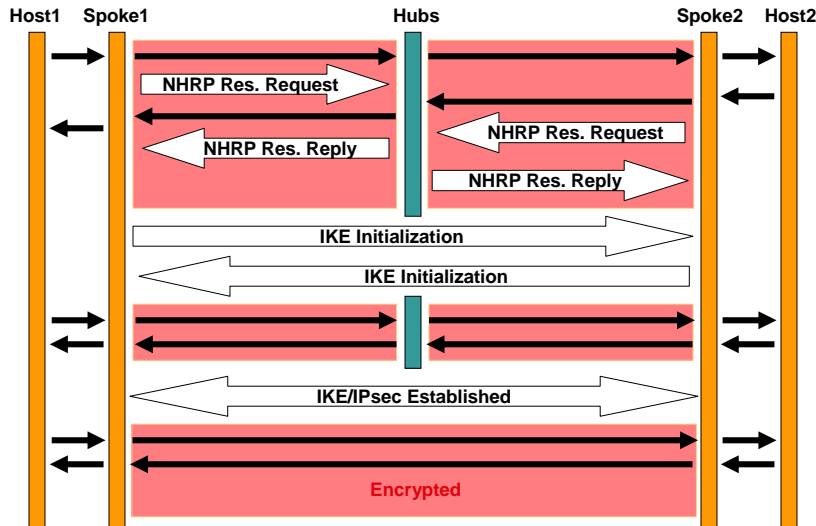 Host1
Spoke1
Hubs
Spoke2
Host2
NHRP Res. Request
NHRP Res. Request
NHRP Res. Reply
NHRP Res. Reply
IKE Initialization
IKE Initialization
IKE/IPsec Established
Encrypted